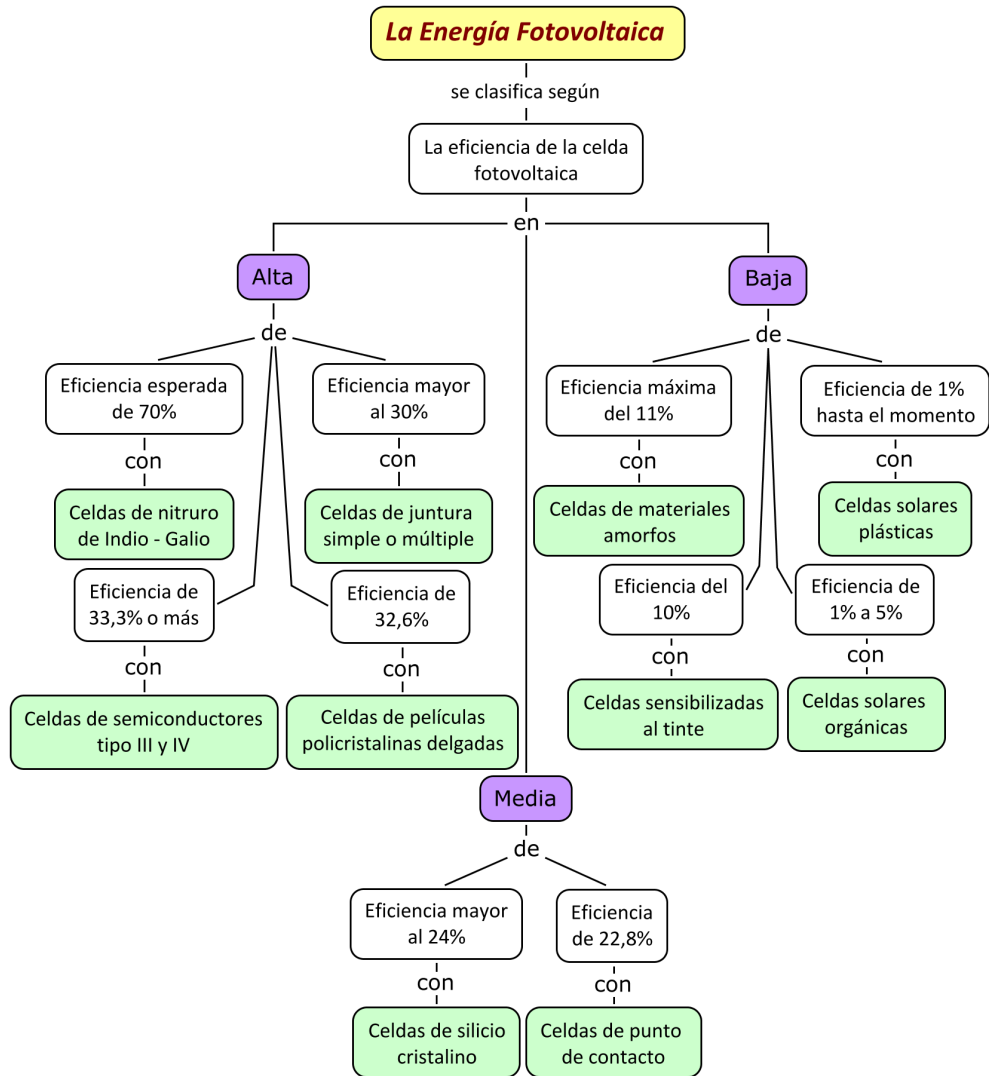 La Energía Fotovoltaica
se clasifica según
La eficiencia de la celda
fotovoltaica
en
Alta
de
Eficiencia esperada
de 70%
con
Celdas de nitruro
de Indio - Galio
Eficiencia mayor
al 30%
con
Celdas de juntura
simple o múltiple
Eficiencia de
33,3% o más
con
Celdas de semiconductores
tipo III y IV
Eficiencia de
32,6%
con
Celdas de películas
policristalinas delgadas
Baja
de
Eficiencia máxima
del 11%
con
Celdas de materiales
amorfos
Eficiencia de 1%
hasta el momento
con
Celdas solares
plásticas
Eficiencia del
10%
con
Celdas sensibilizadas
al tinte
Eficiencia de
1% a 5%
con
Celdas solares
orgánicas
Media
de
Eficiencia mayor
al 24%
con
Celdas de silicio
cristalino
Eficiencia
de 22,8%
con
Celdas de punto
de contacto